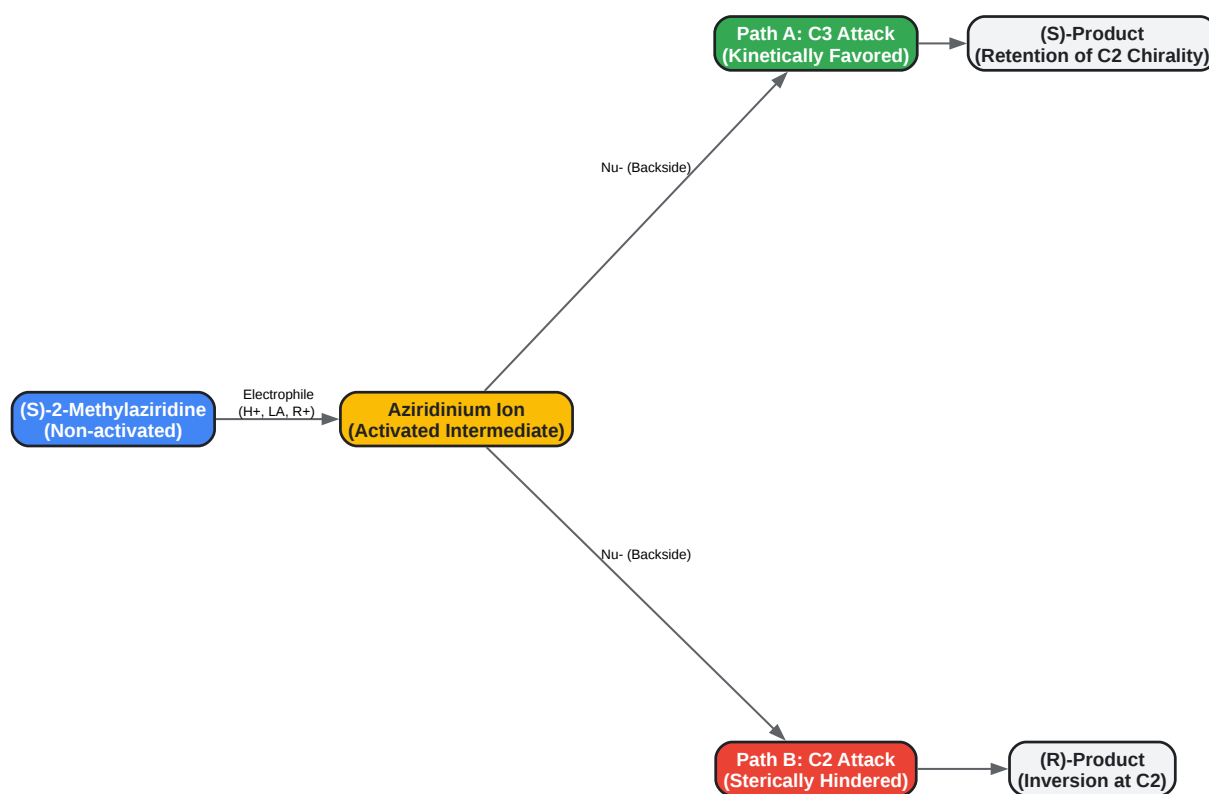 Path A: C3 Attack
(Kinetically Favored)
(S)-Product
(Retention of C2 Chirality)
Nu- (Backside)
(S)-2-Methylaziridine
(Non-activated)
Electrophile
(H+, LA, R+)
Aziridinium Ion
(Activated Intermediate)
Nu- (Backside)
Path B: C2 Attack
(Sterically Hindered)
(R)-Product
(Inversion at C2)